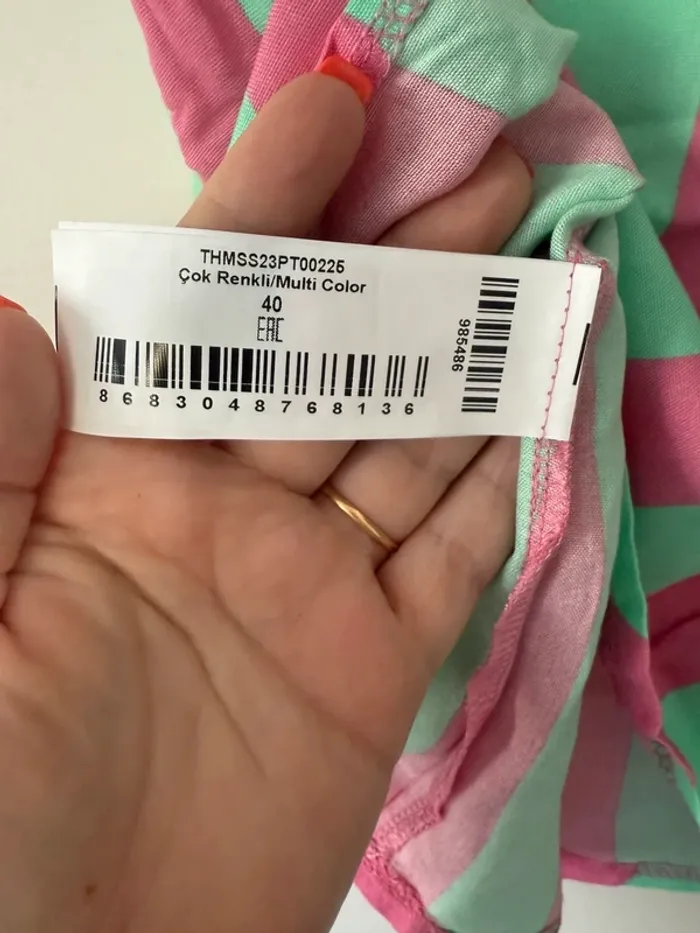 THMSS23PT00225
Çok Renkli/Multi Color
40
EAC
8683048768136
985486